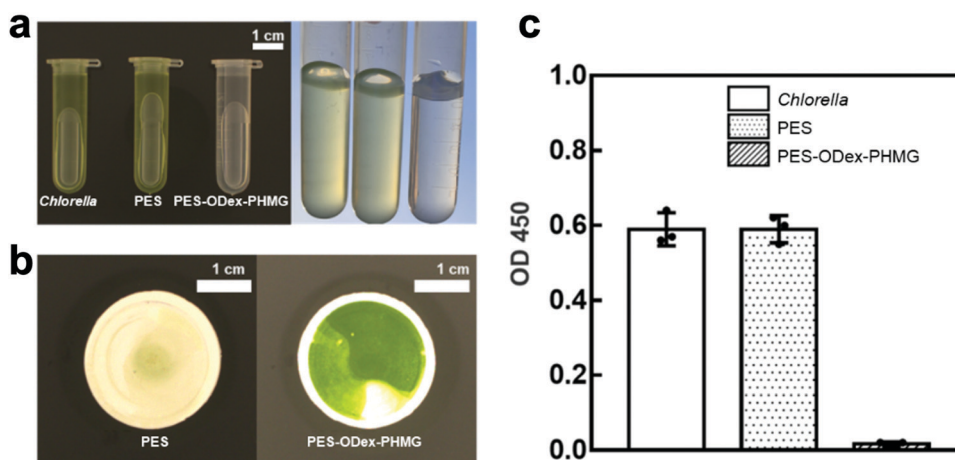 a
1 cm
Chlorella PES PES-ODex-PHMG
b
1 cm
1 cm
PES
PES-ODex-PHMG
c
OD 450
1.0
0.8
0.6
0.4
0.2
0.0
Chlorella
PES
PES-ODex-PHMG